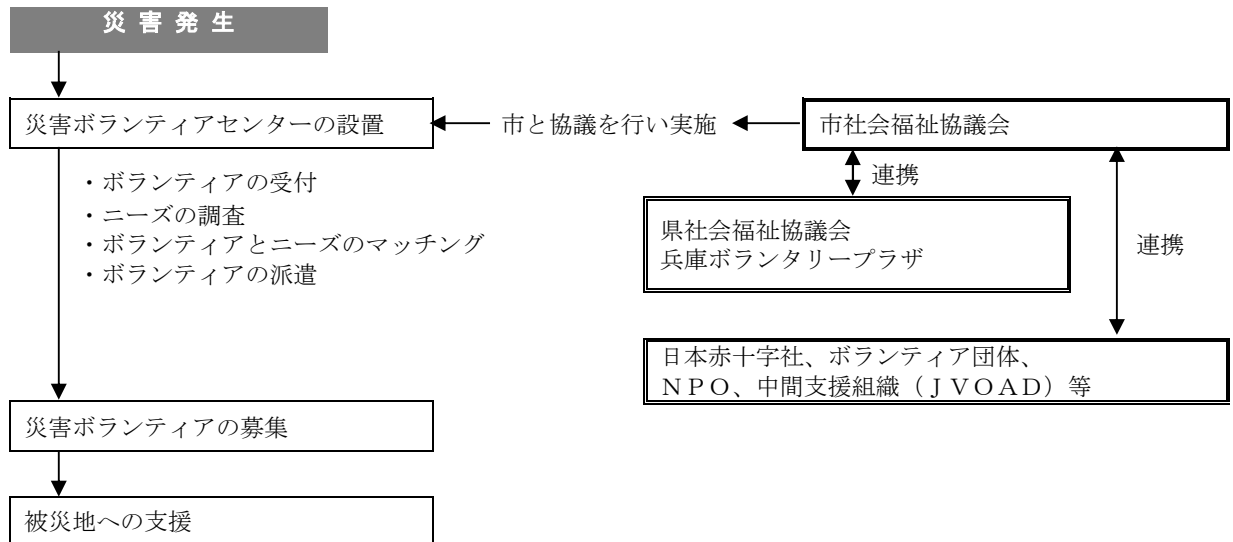 災 害 発 生
災害ボランティアセンターの設置
市と協議を行い実施
市社会福祉協議会
・ボランティアの受付
・ニーズの調査
・ボランティアとニーズのマッチング
・ボランティアの派遣
連携
県社会福祉協議会
兵庫ボランタリープラザ
連携
日本赤十字社、ボランティア団体、
ＮＰＯ、中間支援組織（ＪＶＯＡＤ）等
災害ボランティアの募集
被災地への支援